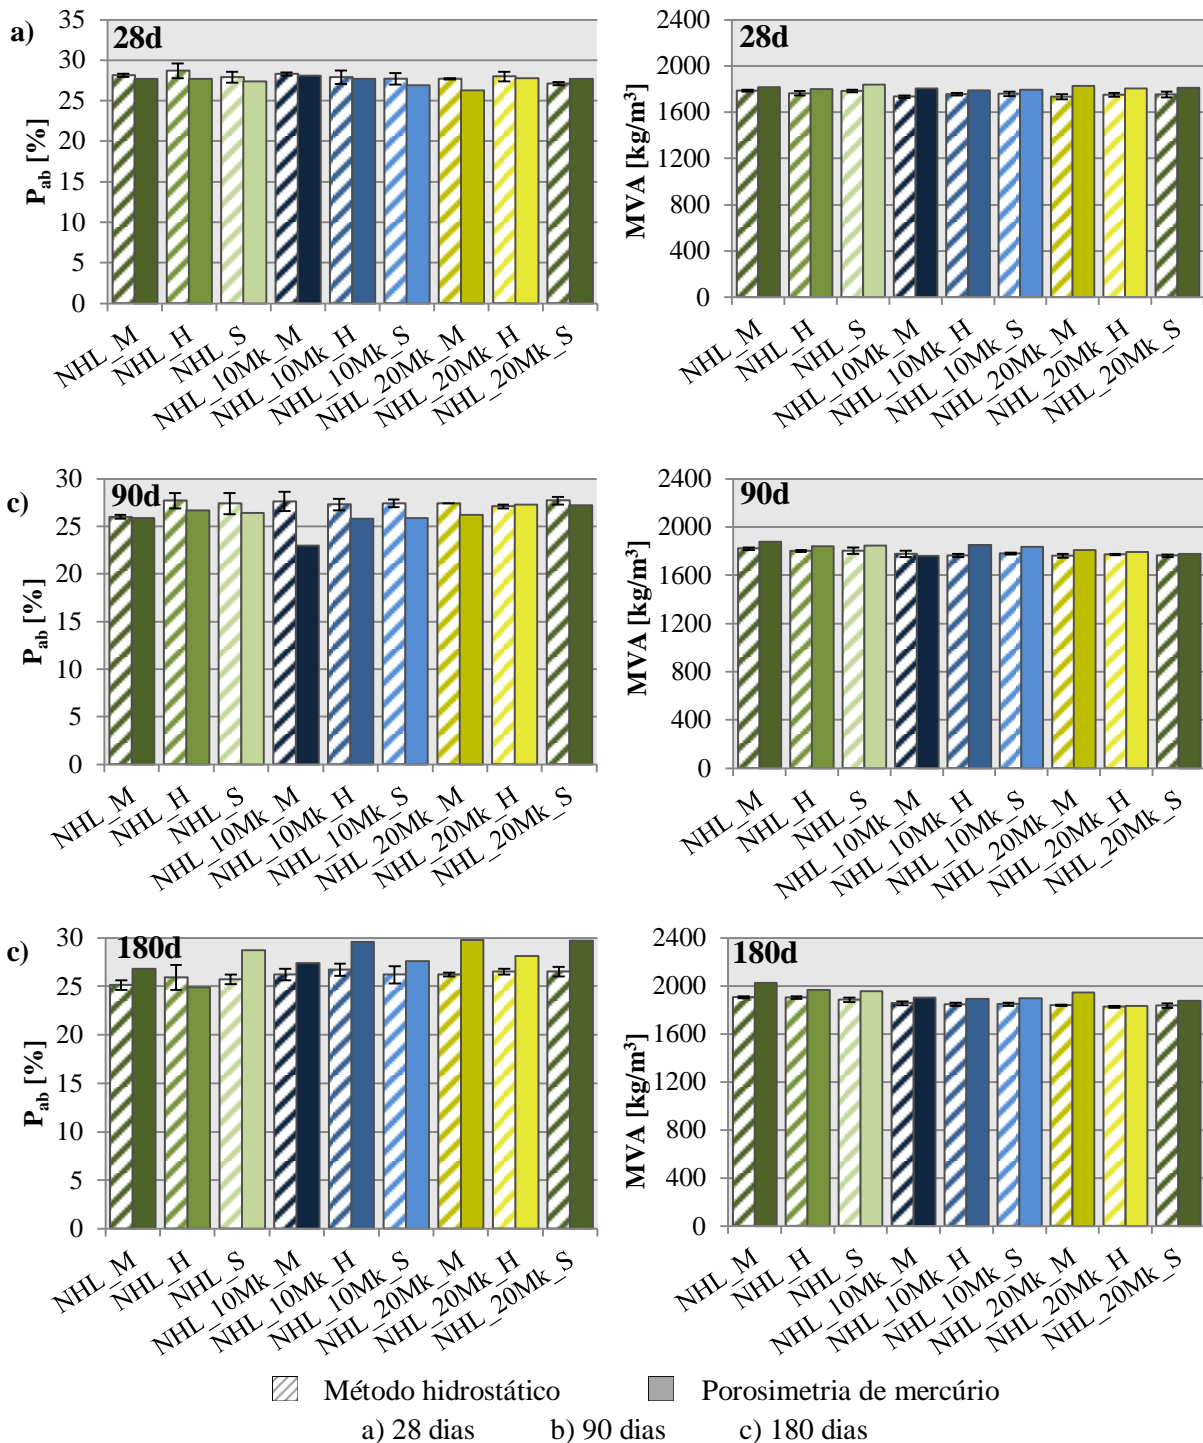 a)
28d
P_ab [%]
35
30
25
20
15
10
5
0
NHL_M
NHL_H
NHL_S
NHL_10Mk_M
NHL_10Mk_H
NHL_10Mk_S
NHL_20Mk_M
NHL_20Mk_H
NHL_20Mk_S
28d
MVA [kg/m³]
2400
2000
1600
1200
800
400
0
NHL_M
NHL_H
NHL_S
NHL_10Mk_M
NHL_10Mk_H
NHL_10Mk_S
NHL_20Mk_M
NHL_20Mk_H
NHL_20Mk_S
c)
90d
P_ab [%]
30
25
20
15
10
5
0
NHL_M
NHL_H
NHL_S
NHL_10Mk_M
NHL_10Mk_H
NHL_10Mk_S
NHL_20Mk_M
NHL_20Mk_H
NHL_20Mk_S
90d
MVA [kg/m³]
2400
2000
1600
1200
800
400
0
NHL_M
NHL_H
NHL_S
NHL_10Mk_M
NHL_10Mk_H
NHL_10Mk_S
NHL_20Mk_M
NHL_20Mk_H
NHL_20Mk_S
c)
180d
P_ab [%]
30
25
20
15
10
5
0
NHL_M
NHL_H
NHL_S
NHL_10Mk_M
NHL_10Mk_H
NHL_10Mk_S
NHL_20Mk_M
NHL_20Mk_H
NHL_20Mk_S
180d
MVA [kg/m³]
2400
2000
1600
1200
800
400
0
NHL_M
NHL_H
NHL_S
NHL_10Mk_M
NHL_10Mk_H
NHL_10Mk_S
NHL_20Mk_M
NHL_20Mk_H
NHL_20Mk_S
Método hidrostático Porosimetria de mercúrio
a) 28 dias b) 90 dias c) 180 dias